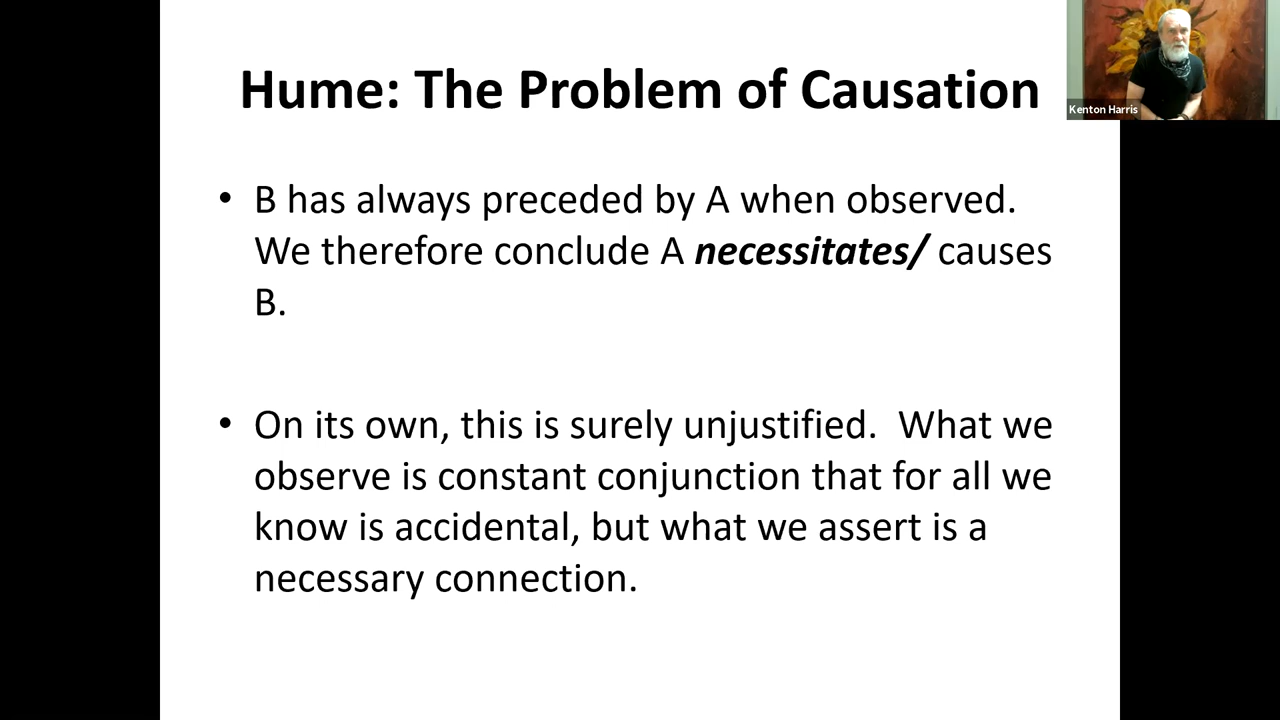 Hume: The Problem of Causation
Kenton Harris
• B has always preceded by A when observed.
We therefore conclude A necessitates/ causes
B.
• On its own, this is surely unjustified.  What we
observe is constant conjunction that for all we
know is accidental, but what we assert is a
necessary connection.